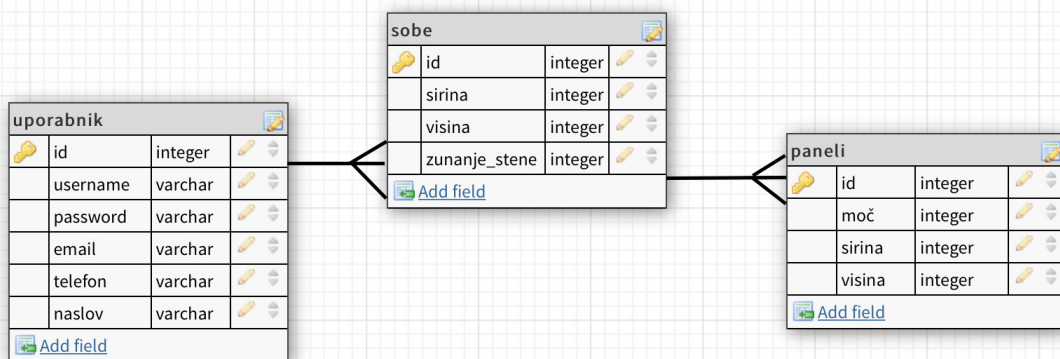 uporabnik
id integer
username varchar
password varchar
email varchar
telefon varchar
naslov varchar
Add field
sobe
id integer
sirina integer
visina integer
zunanje_stene integer
Add field
paneli
id integer
moč integer
sirina integer
visina integer
Add field